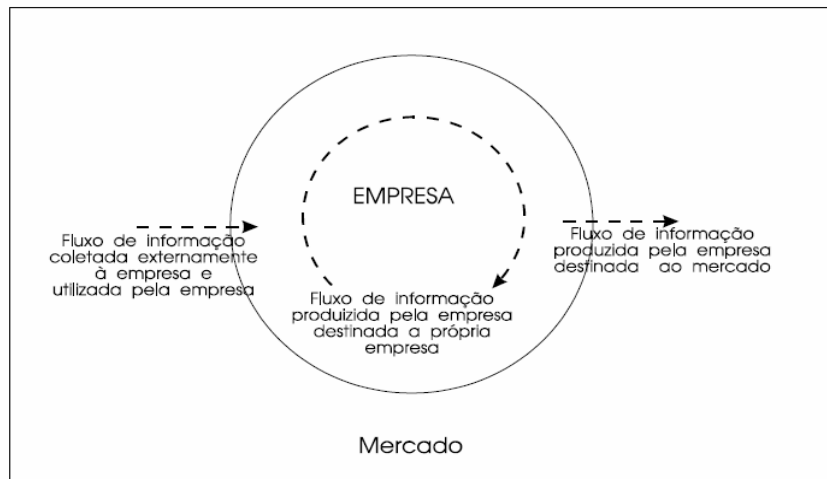 EMPRESA
Fluxo de informação
coletada externamente
à empresa e
utilizada pela empresa
Fluxo de informação
produizida pela empresa
destinada a própria
empresa
Fluxo de informação
produzida pela empresa
destinada ao mercado
Mercado